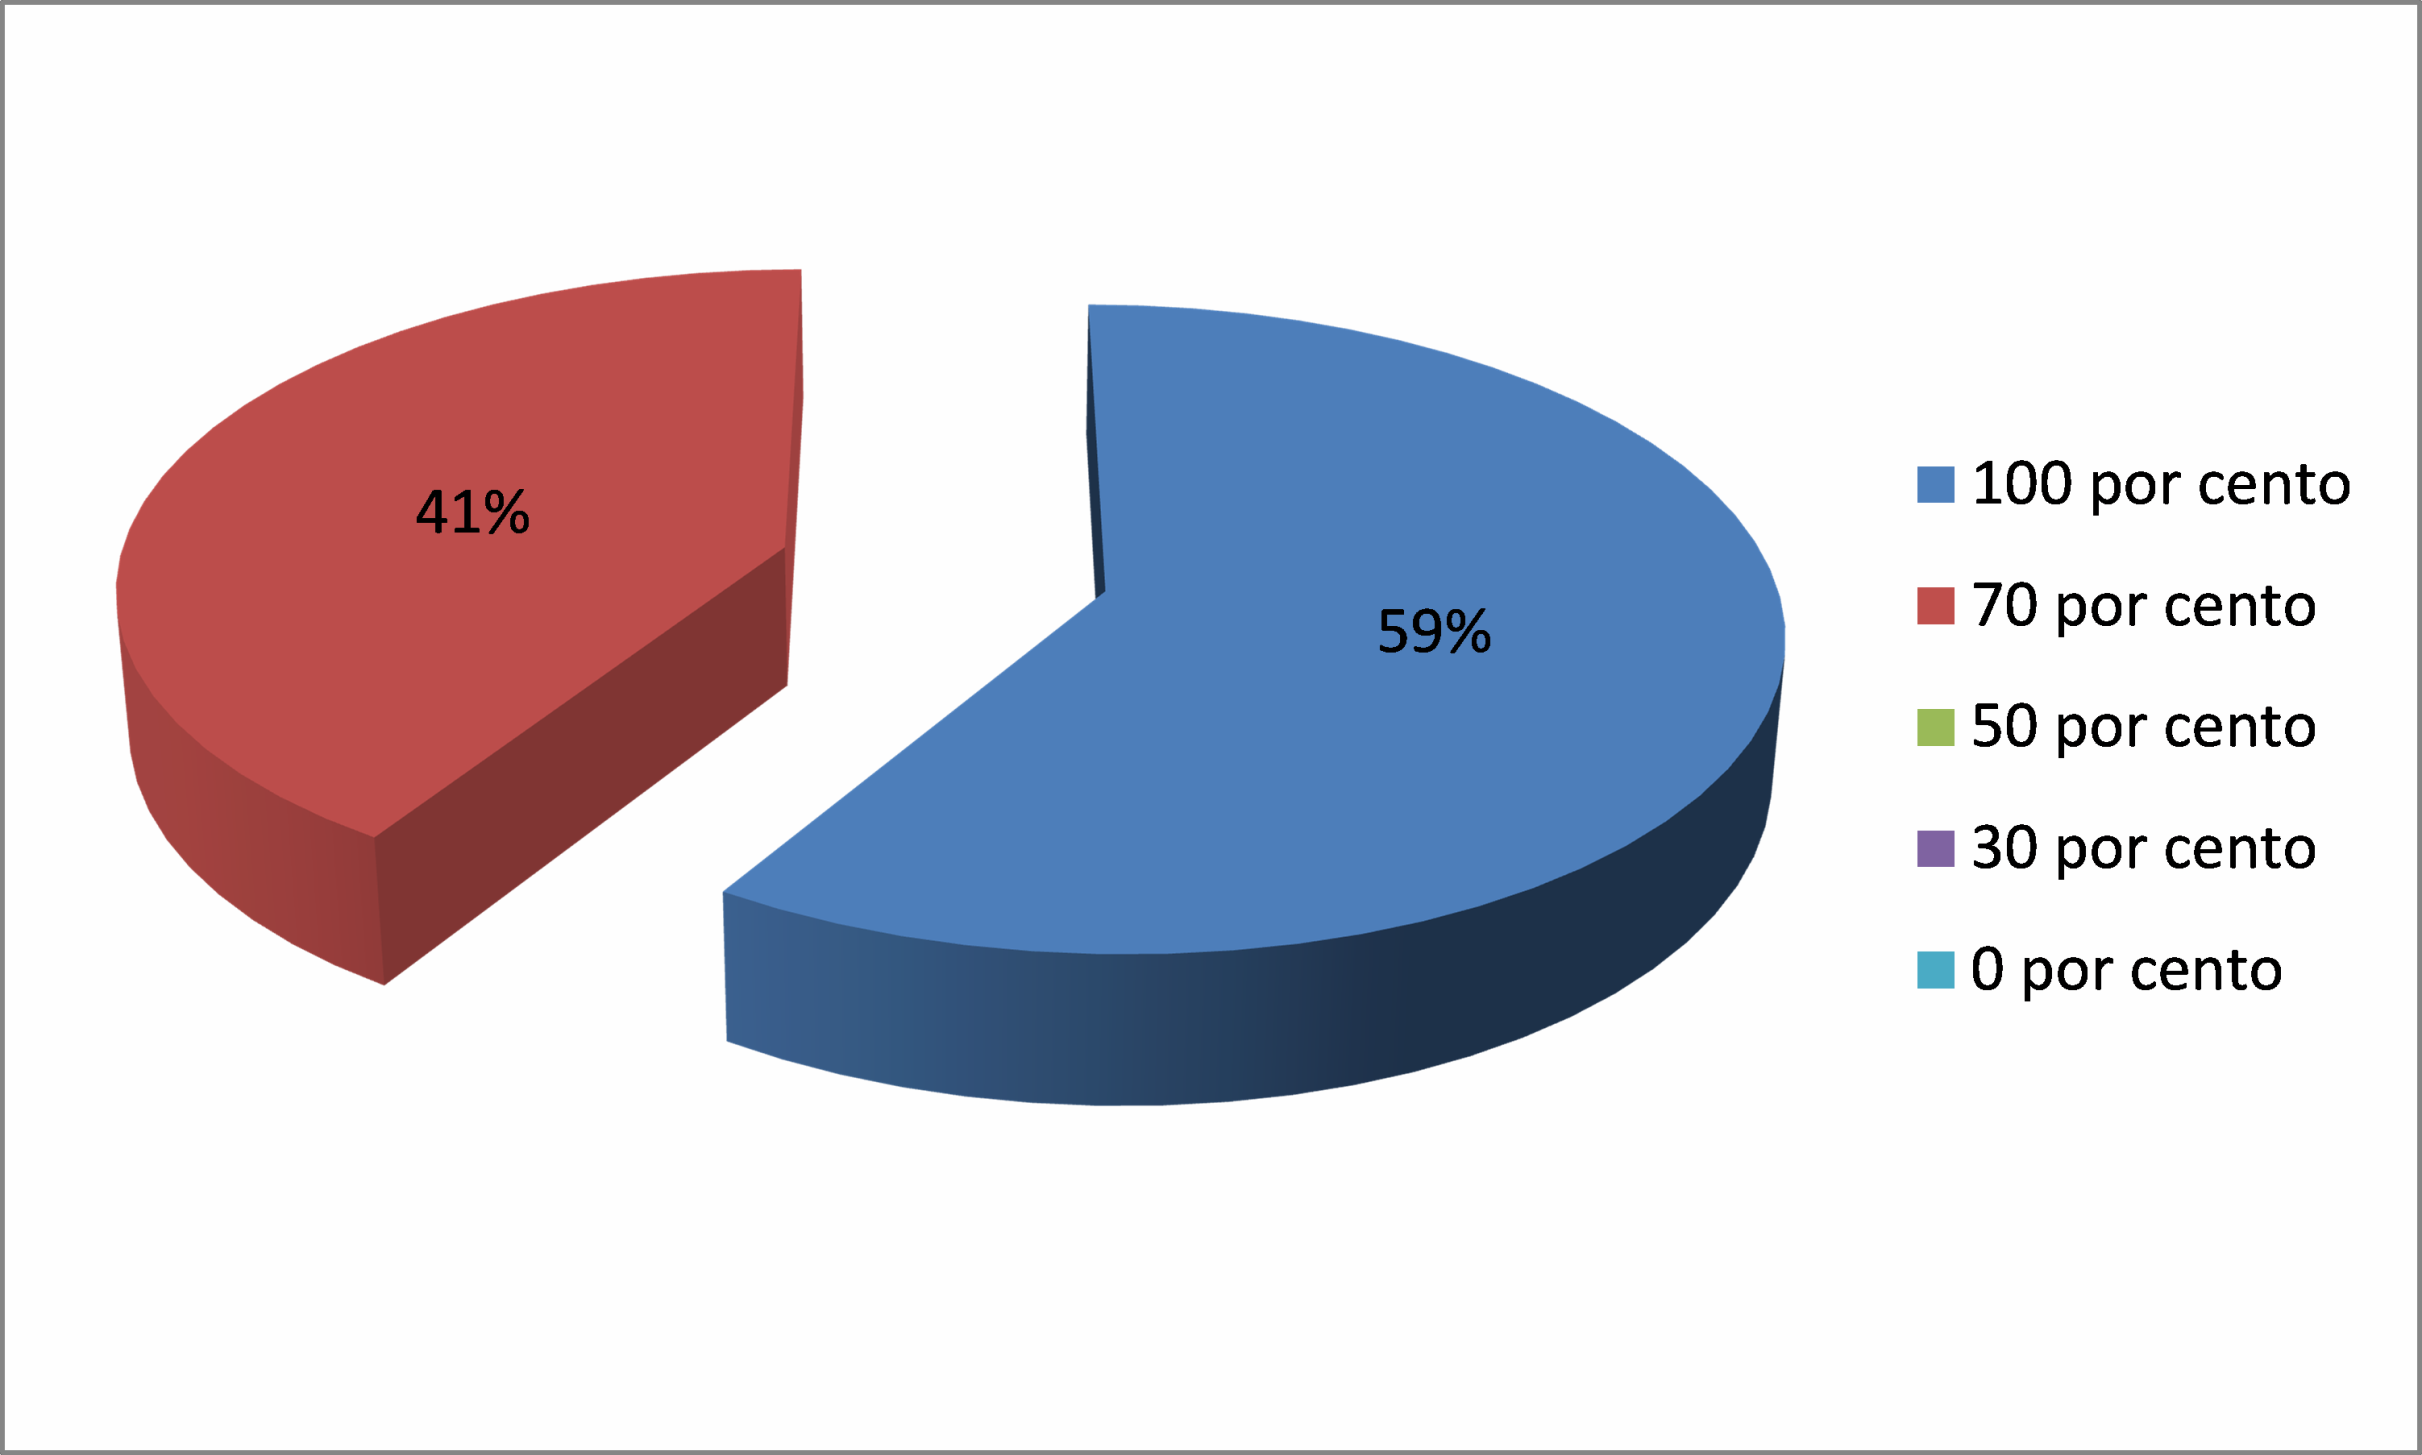 41%
59%
100 por cento
70 por cento
50 por cento
30 por cento
0 por cento